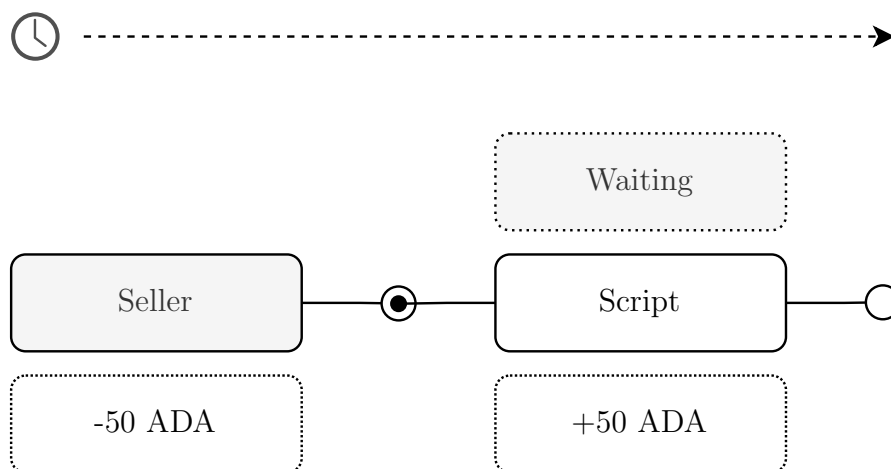 Waiting
Seller
Script
-50 ADA
+50 ADA